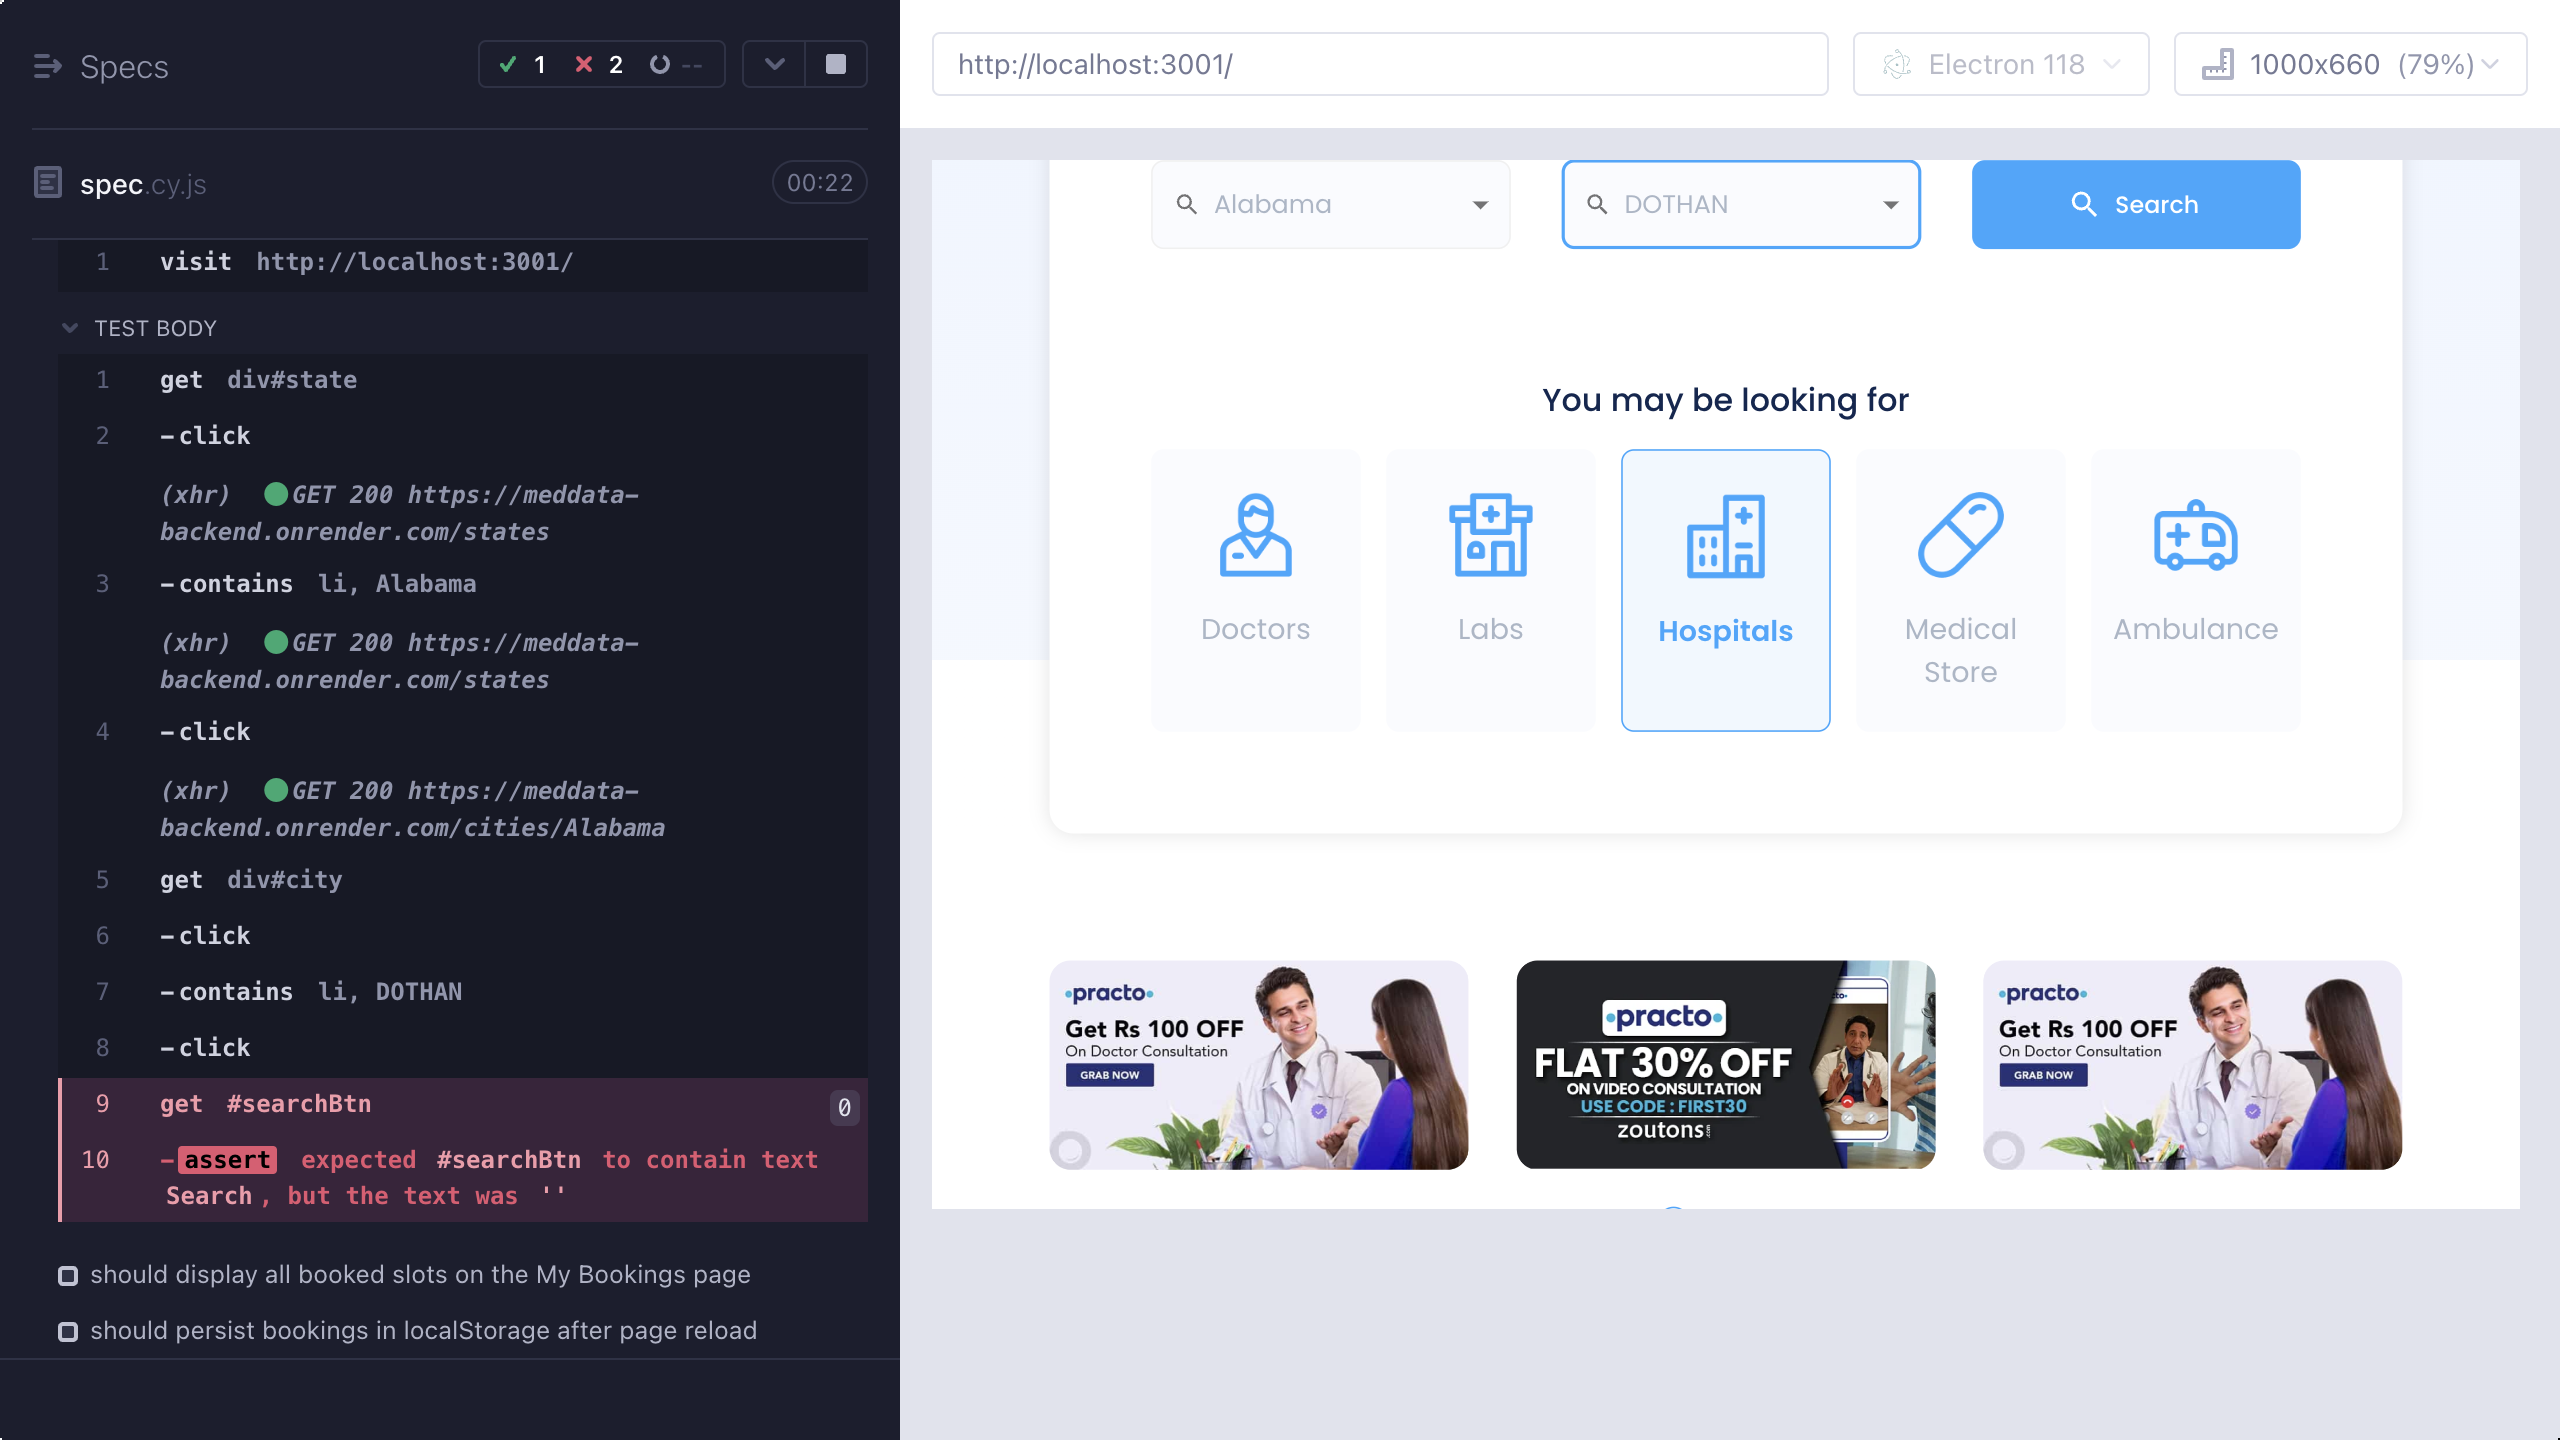 Specs
1 2 --
spec.cy.js 00:22
1 visit http://localhost:3001/
TEST BODY
1 get div#state
2 -click
(xhr) GET 200 https://meddata-
backend.onrender.com/states
3 -contains li, Alabama
(xhr) GET 200 https://meddata-
backend.onrender.com/states
4 -click
(xhr) GET 200 https://meddata-
backend.onrender.com/cities/Alabama
5 get div#city
6 -click
7 -contains li, DOTHAN
8 -click
9 get #searchBtn 0
10 -assert expected #searchBtn to contain text
Search, but the text was ''
should display all booked slots on the My Bookings page
should persist bookings in localStorage after page reload
http://localhost:3001/
Electron 118
1000x660 (79%)
Alabama
DOTHAN
Search
You may be looking for
Doctors
Labs
Hospitals
Medical
Store
Ambulance
practo
Get Rs 100 OFF
On Doctor Consultation
GRAB NOW
practo
FLAT 30% OFF
ON VIDEO CONSULTATION
USE CODE : FIRST30
zoutons
practo
Get Rs 100 OFF
On Doctor Consultation
GRAB NOW